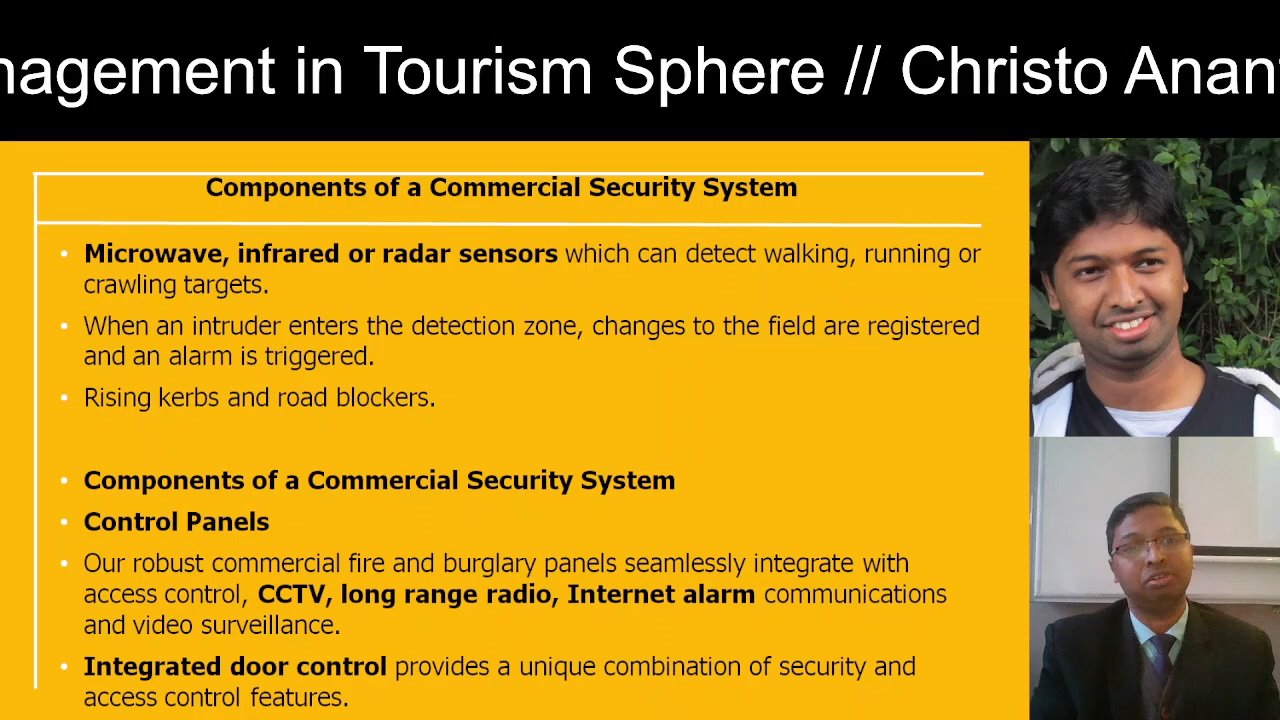 nagement in Tourism Sphere // Christo Anan
Components of a Commercial Security System
• Microwave, infrared or radar sensors which can detect walking, running or
crawling targets.
• When an intruder enters the detection zone, changes to the field are registered
and an alarm is triggered.
• Rising kerbs and road blockers.
• Components of a Commercial Security System
• Control Panels
• Our robust commercial fire and burglary panels seamlessly integrate with
access control, CCTV, long range radio, Internet alarm communications
and video surveillance.
• Integrated door control provides a unique combination of security and
access control features.